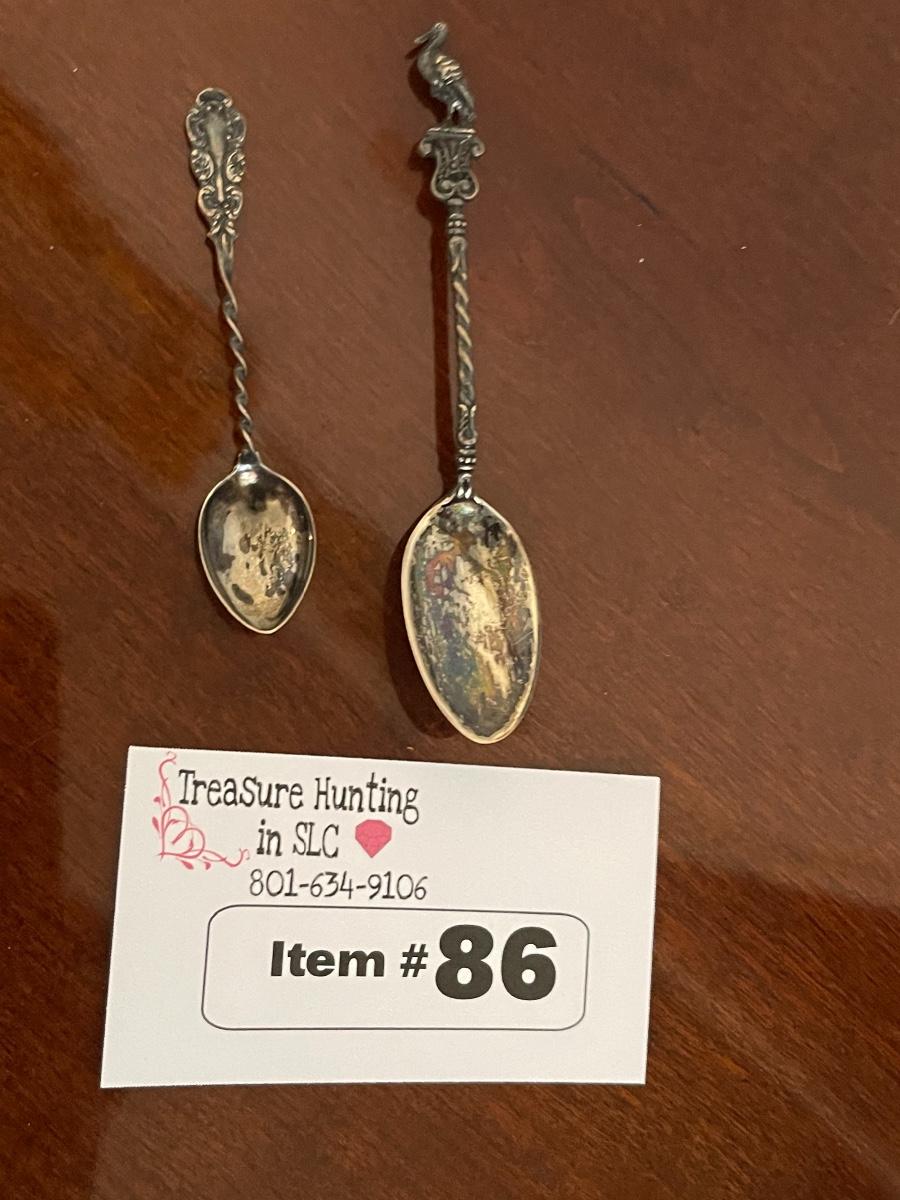 Treasure Hunting
in SLC
801-634-9106
Item #86